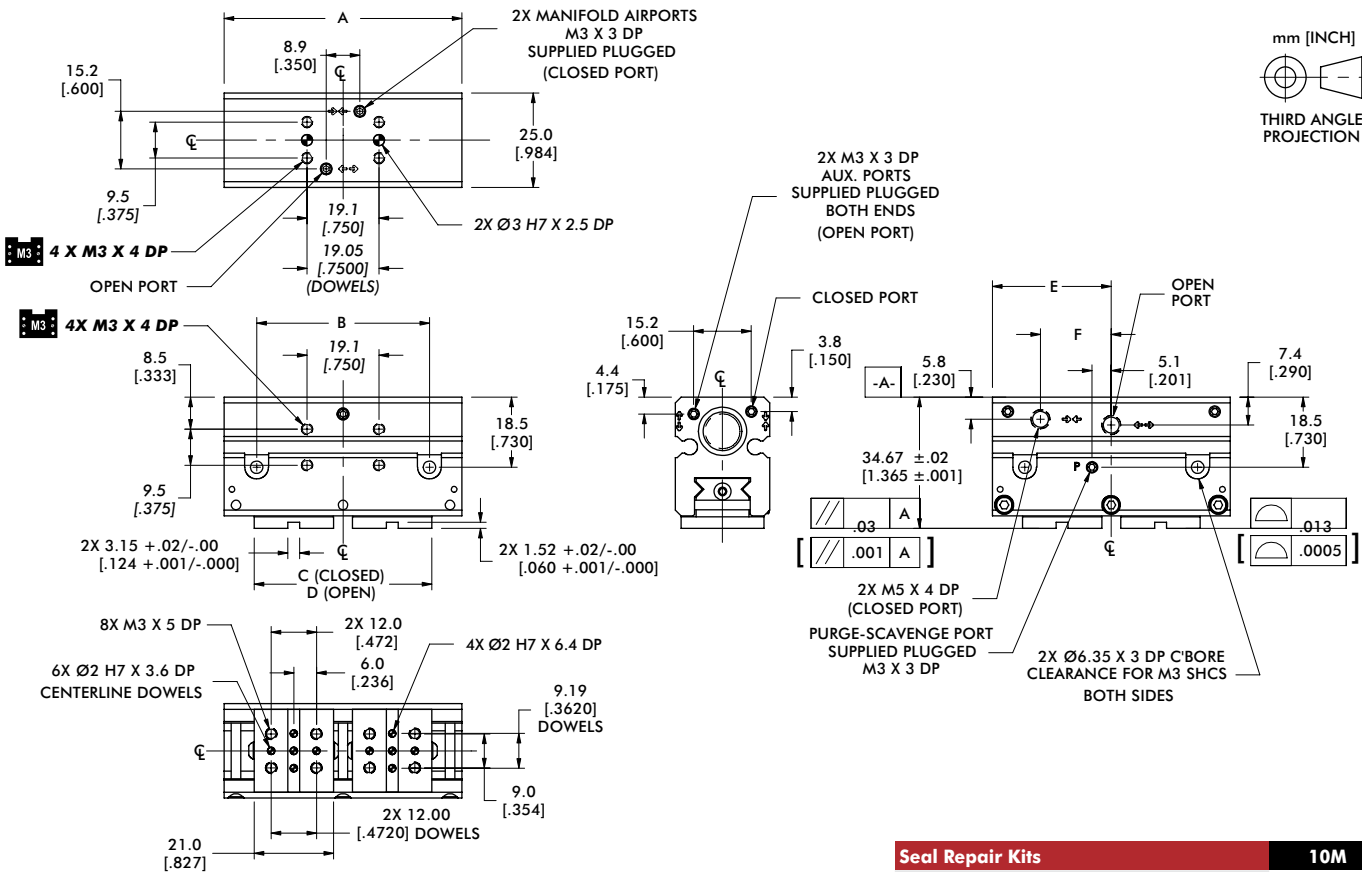 A
2X MANIFOLD AIRPORTS
M3 X 3 DP
SUPPLIED PLUGGED
(CLOSED PORT)
8.9
[.350]
℄
15.2
[.600]
℄
25.0
[.984]
9.5
[.375]
19.1
[.750]
2X Ø3 H7 X 2.5 DP
M3 4 X M3 X 4 DP
19.05
[.7500]
(DOWELS)
OPEN PORT
mm [INCH]
THIRD ANGLE
PROJECTION
M3 4X M3 X 4 DP
B
19.1
[.750]
8.5
[.333]
18.5
[.730]
9.5
[.375]
2X 3.15 +.02/-.00
[.124 +.001/-.000]
℄
2X 1.52 +.02/-.00
[.060 +.001/-.000]
C (CLOSED)
D (OPEN)
2X M3 X 3 DP
AUX. PORTS
SUPPLIED PLUGGED
BOTH ENDS
(OPEN PORT)
CLOSED PORT
15.2
[.600]
3.8
[.150]
4.4
[.175]
℄
E
OPEN
PORT
F
-A-
5.8
[.230]
5.1
[.201]
7.4
[.290]
18.5
[.730]
34.67 ±.02
[1.365 ±.001]
P
// .03 A
[ // .001 A ]
℄
.013
[ .0005 ]
2X M5 X 4 DP
(CLOSED PORT)
PURGE-SCAVENGE PORT
SUPPLIED PLUGGED
M3 X 3 DP
2X Ø6.35 X 3 DP C'BORE
CLEARANCE FOR M3 SHCS
BOTH SIDES
8X M3 X 5 DP
2X 12.0
[.472]
4X Ø2 H7 X 6.4 DP
6X Ø2 H7 X 3.6 DP
CENTERLINE DOWELS
6.0
[.236]
9.19
[.3620]
DOWELS
℄
9.0
[.354]
2X 12.00
[.4720] DOWELS
21.0
[.827]
Seal Repair Kits 10M